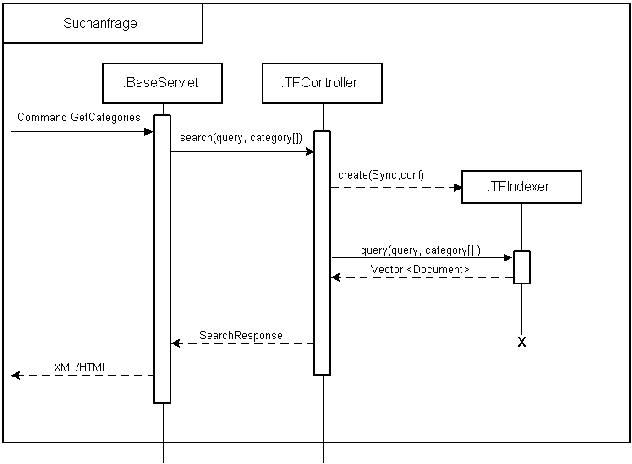 Suchanfrage
:BaseServlet
:TFController
Command GetCategories
search(query, category[])
create(Sync,conf)
:TFIndexer
query(query, category[])
Vector <Document>
X
SearchResponse
XML/HTML